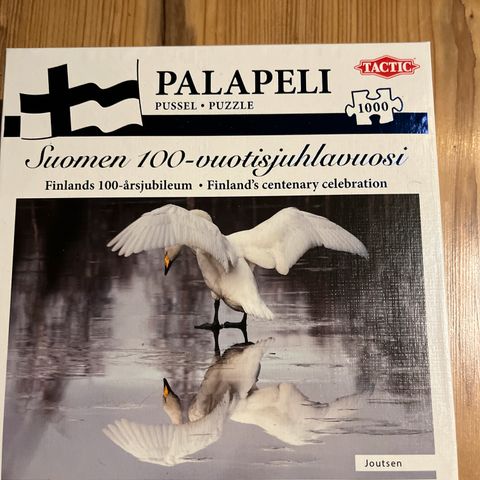 TACTIC
PALAPELI
PUSSEL • PUZZLE
1000
Suomen 100-vuotisjuhlavuosi
Finlands 100-årsjubileum • Finland's centenary celebration
Joutsen